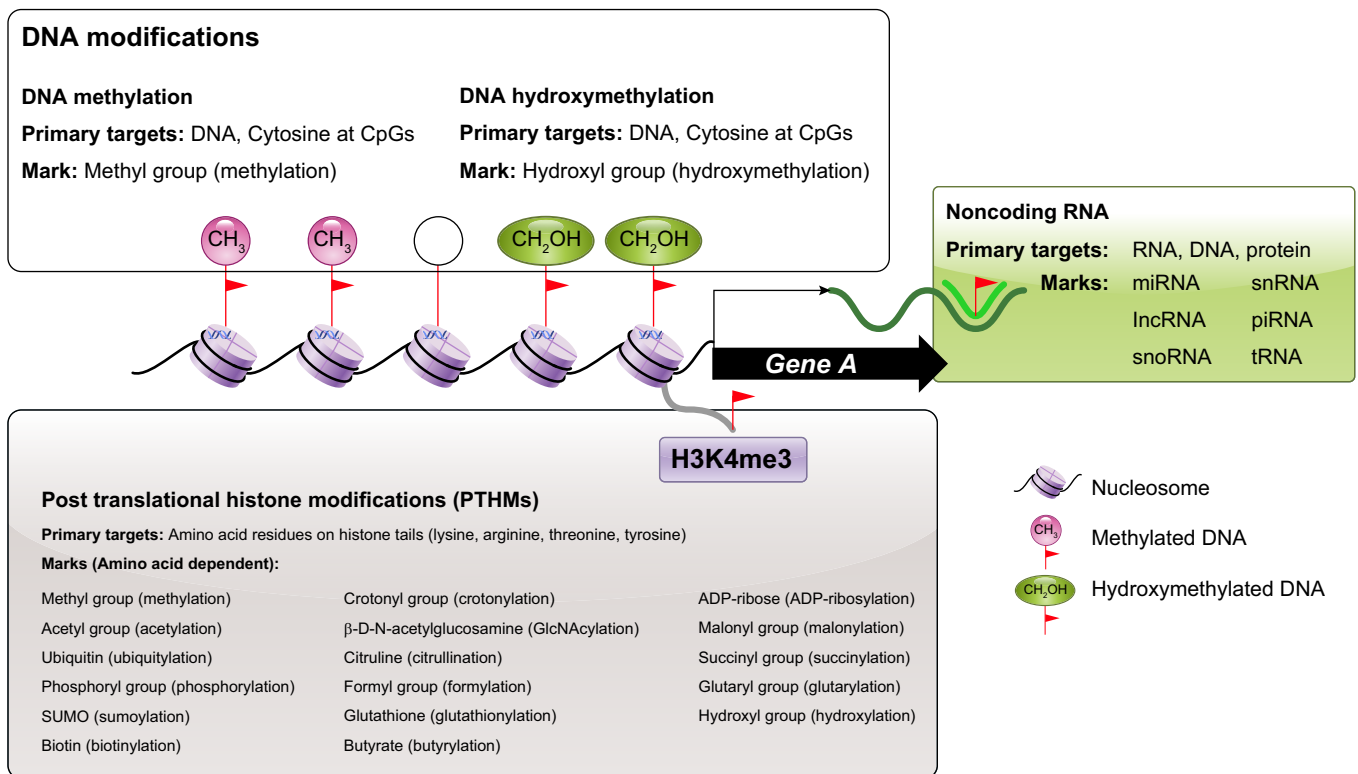 DNA modifications
DNA methylation
Primary targets: DNA, Cytosine at CpGs
Mark: Methyl group (methylation)
DNA hydroxymethylation
Primary targets: DNA, Cytosine at CpGs
Mark: Hydroxyl group (hydroxymethylation)
CH3
CH3
CH2OH
CH2OH
Noncoding RNA
Primary targets: RNA, DNA, protein
Marks: miRNA snRNA
lncRNA piRNA
snoRNA tRNA
Gene A
H3K4me3
Post translational histone modifications (PTHMs)
Primary targets: Amino acid residues on histone tails (lysine, arginine, threonine, tyrosine)
Marks (Amino acid dependent):
Methyl group (methylation)
Acetyl group (acetylation)
Ubiquitin (ubiquitylation)
Phosphoryl group (phosphorylation)
SUMO (sumoylation)
Biotin (biotinylation)
Crotonyl group (crotonylation)
β-D-N-acetylglucosamine (GlcNAcylation)
Citruline (citrullination)
Formyl group (formylation)
Glutathione (glutathionylation)
Butyrate (butyrylation)
ADP-ribose (ADP-ribosylation)
Malonyl group (malonylation)
Succinyl group (succinylation)
Glutaryl group (glutarylation)
Hydroxyl group (hydroxylation)
Nucleosome
CH3
Methylated DNA
CH2OH
Hydroxymethylated DNA